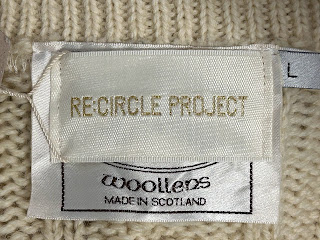 L
RE:CIRCLE PROJECT
woollens
MADE IN SCOTLAND